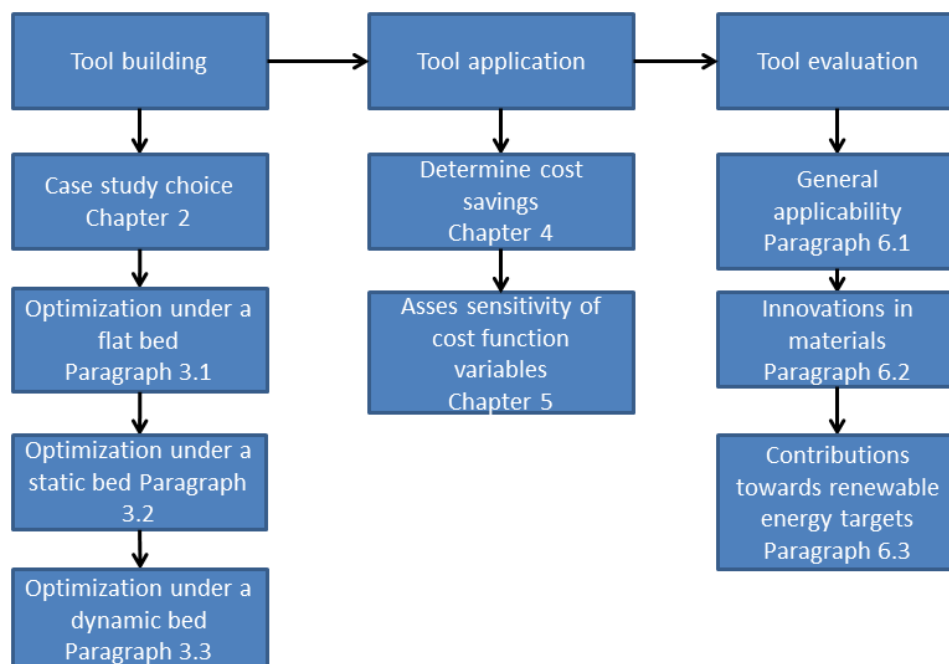 Tool building
Tool application
Tool evaluation
Case study choice
Chapter 2
Optimization under a
flat bed
Paragraph 3.1
Optimization under a
static bed Paragraph
3.2
Optimization under a
dynamic bed
Paragraph 3.3
Determine cost
savings
Chapter 4
Asses sensitivity of
cost function
variables
Chapter 5
General
applicability
Paragraph 6.1
Innovations in
materials
Paragraph 6.2
Contributions
towards renewable
energy targets
Paragraph 6.3